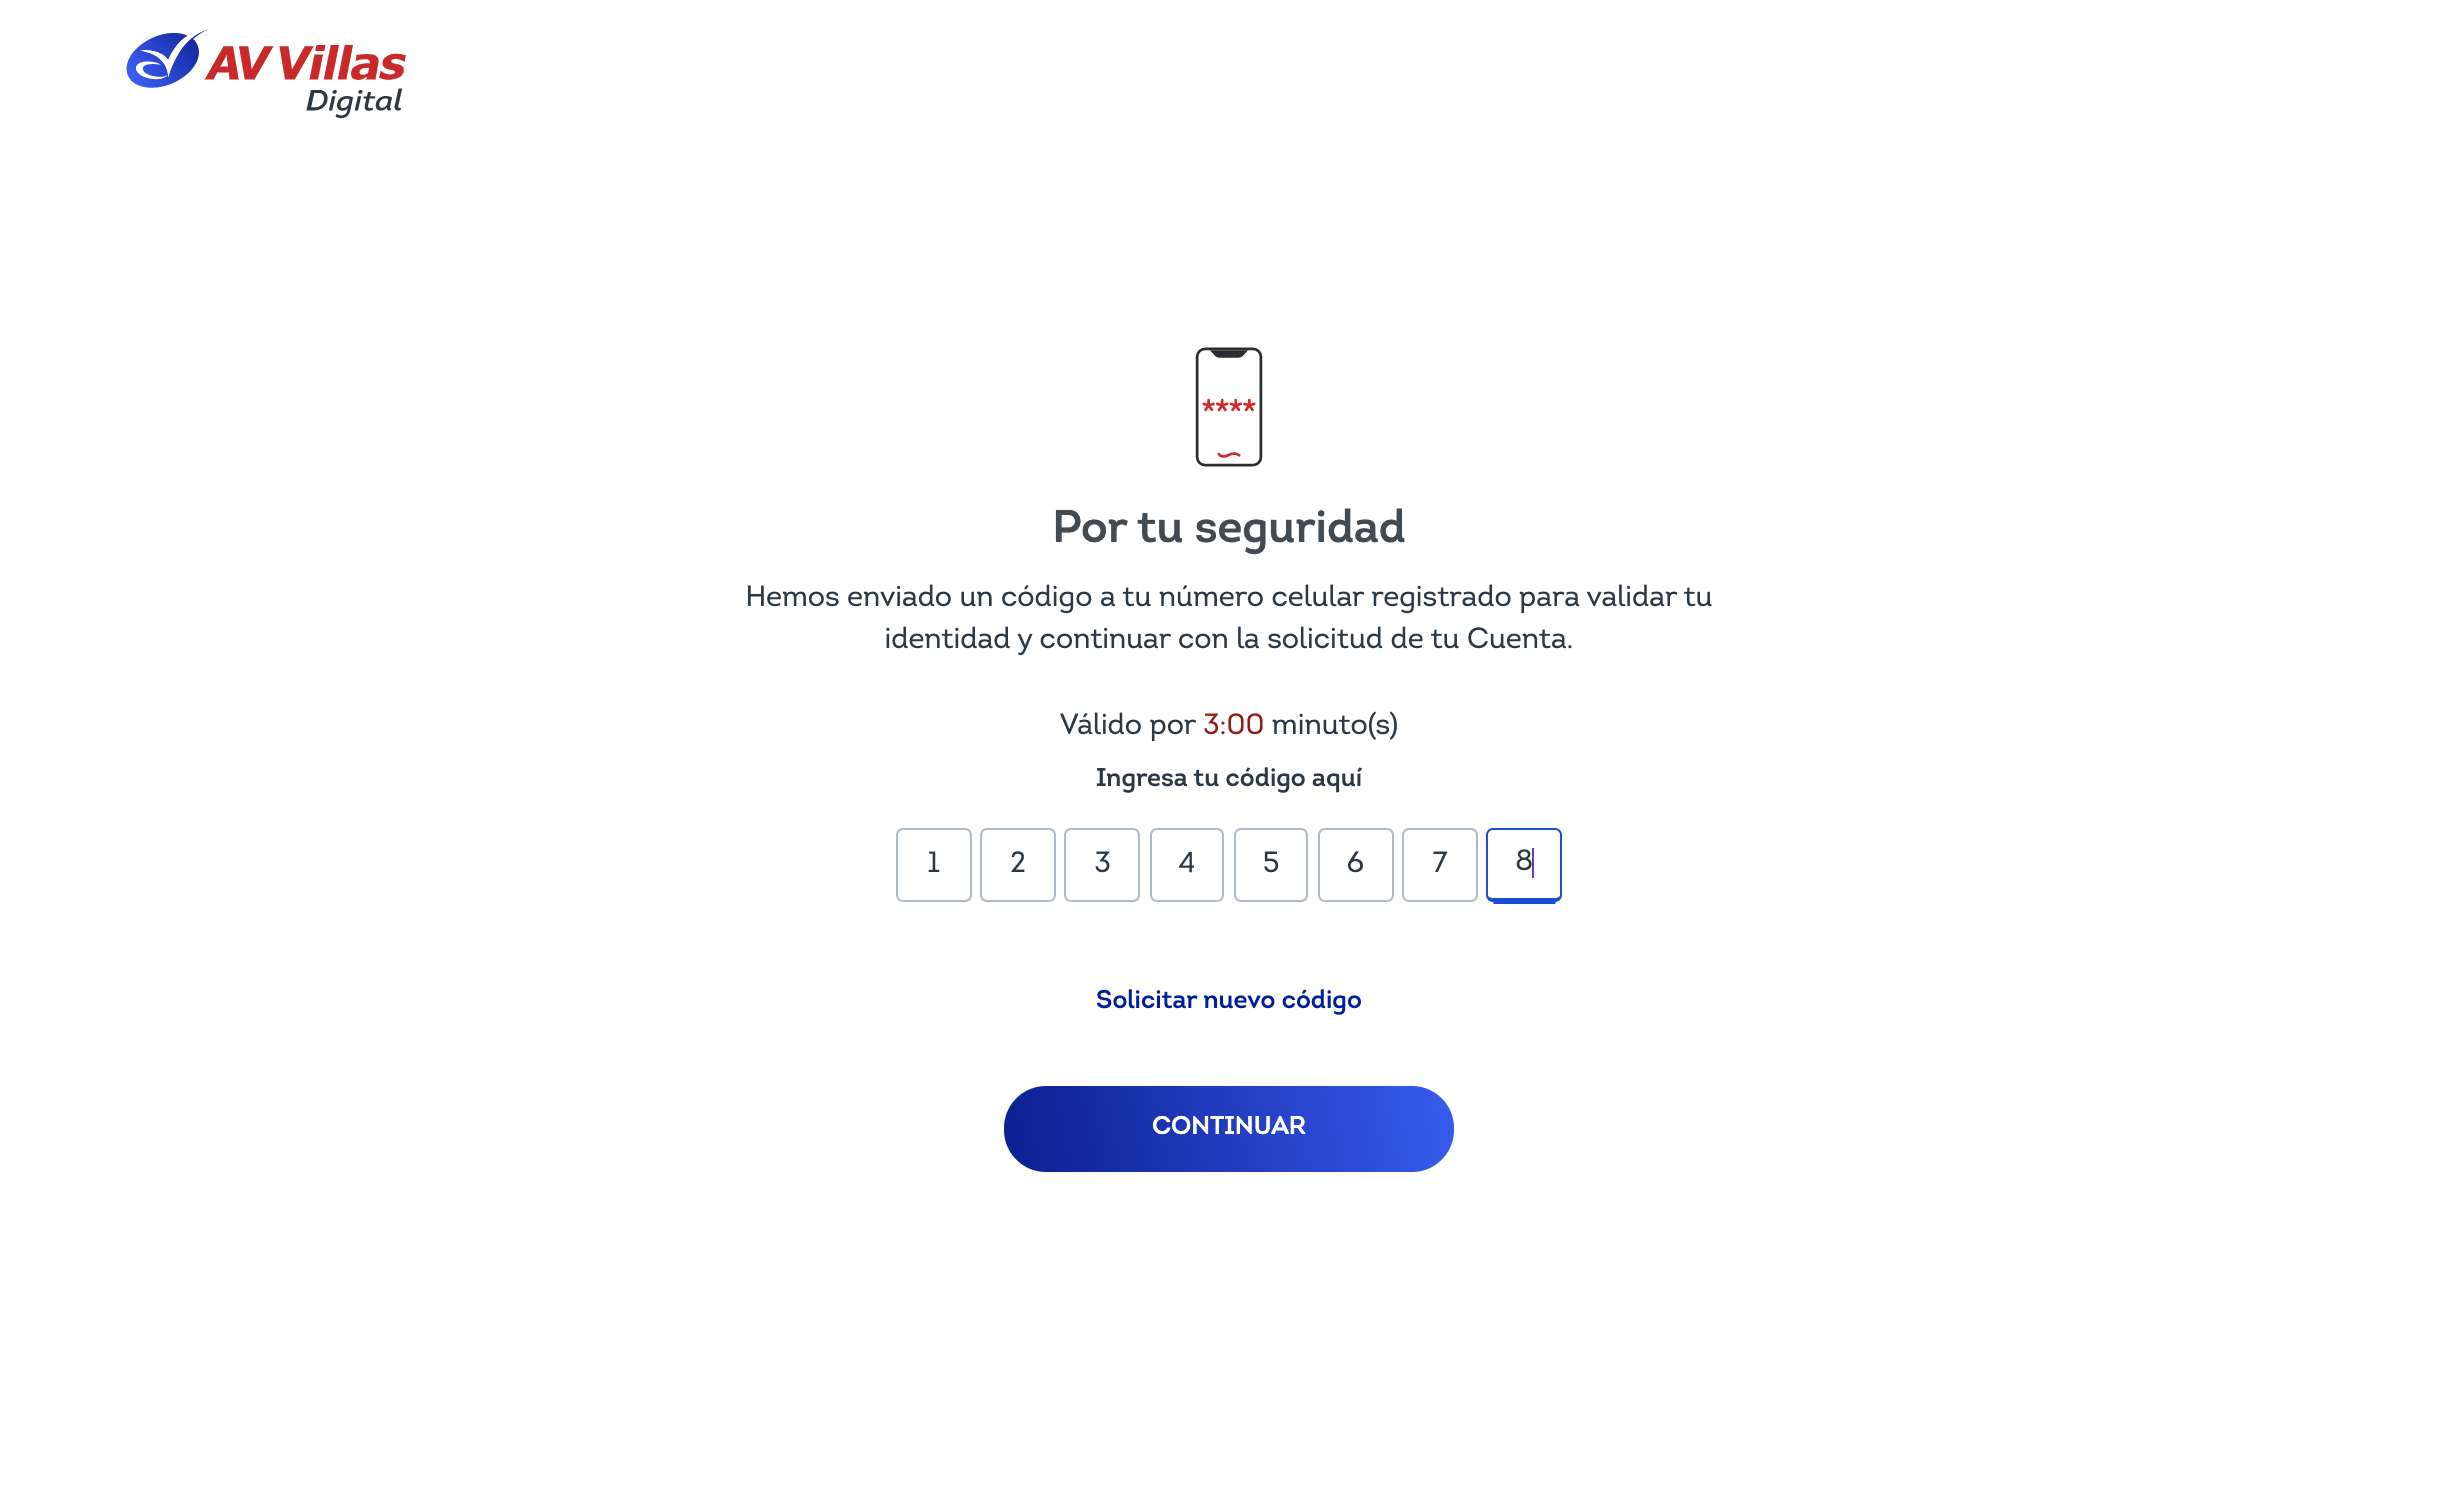 AV Villas
Digital
****
Por tu seguridad
Hemos enviado un código a tu número celular registrado para validar tu
identidad y continuar con la solicitud de tu Cuenta.
Válido por 3:00 minuto(s)
Ingresa tu código aquí
1 2 3 4 5 6 7 8
Solicitar nuevo código
CONTINUAR